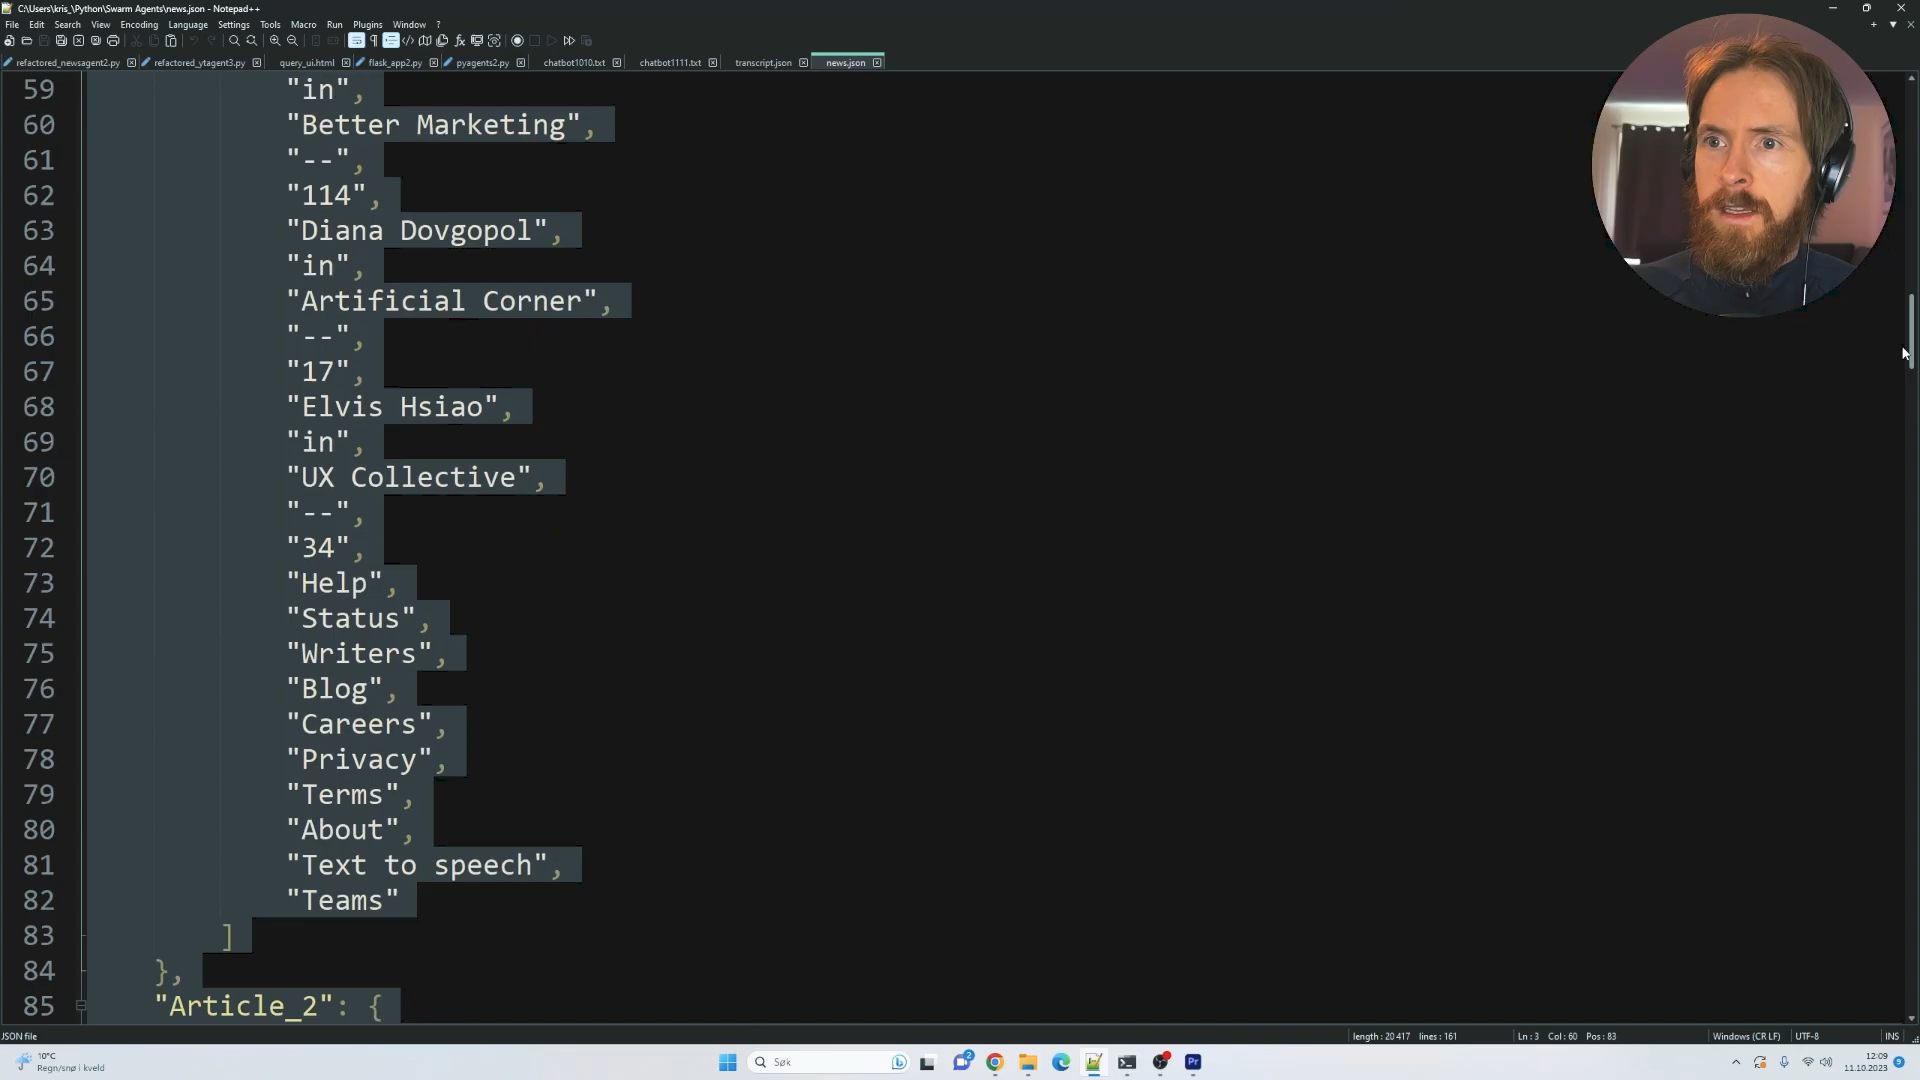 C:\Users\kris_\Python\Swarm Agents\news.json - Notepad++
File Edit Search View Encoding Language Settings Tools Macro Run Plugins Window ?
refactored_newsagent2.py refactored_ytagent3.py query_ui.html flask_app2.py pyagents2.py chatbot1010.txt chatbot1111.txt transcript.json news.json
59 "in",
60 "Better Marketing",
61 "--",
62 "114",
63 "Diana Dovgopol",
64 "in",
65 "Artificial Corner",
66 "--",
67 "17",
68 "Elvis Hsiao",
69 "in",
70 "UX Collective",
71 "--",
72 "34",
73 "Help",
74 "Status",
75 "Writers",
76 "Blog",
77 "Careers",
78 "Privacy",
79 "Terms",
80 "About",
81 "Text to speech",
82 "Teams"
83 ]
84 },
85 "Article_2": {
JSON file length : 20 417 lines : 161 Ln : 3 Col : 60 Pos : 83 Windows (CR LF) UTF-8 INS
10°C
Regn/snø i kveld
Søk
2
Pr
12:09
11.10.2023
9